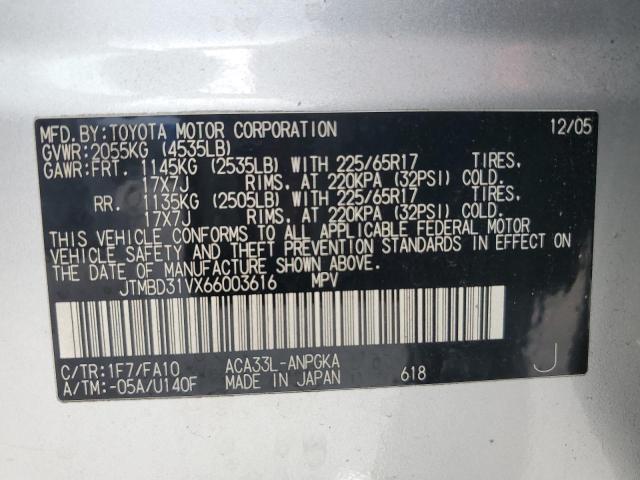 MFD.BY:TOYOTA MOTOR CORPORATION 12/05
GVWR:2055KG (4535LB)
GAWR:FRT. 1145KG (2535LB) WITH 225/65R17 TIRES,
17X7J RIMS, AT 220KPA (32PSI) COLD.
RR. 1135KG (2505LB) WITH 225/65R17 TIRES,
17X7J RIMS, AT 220KPA (32PSI) COLD.
THIS VEHICLE CONFORMS TO ALL APPLICABLE FEDERAL MOTOR
VEHICLE SAFETY AND THEFT PREVENTION STANDARDS IN EFFECT ON
THE DATE OF MANUFACTURE SHOWN ABOVE.
JTMBD31VX66003616 MPV
C/TR:1F7/FA10 ACA33L-ANPGKA
A/TM:-05A/U140F MADE IN JAPAN 618 J